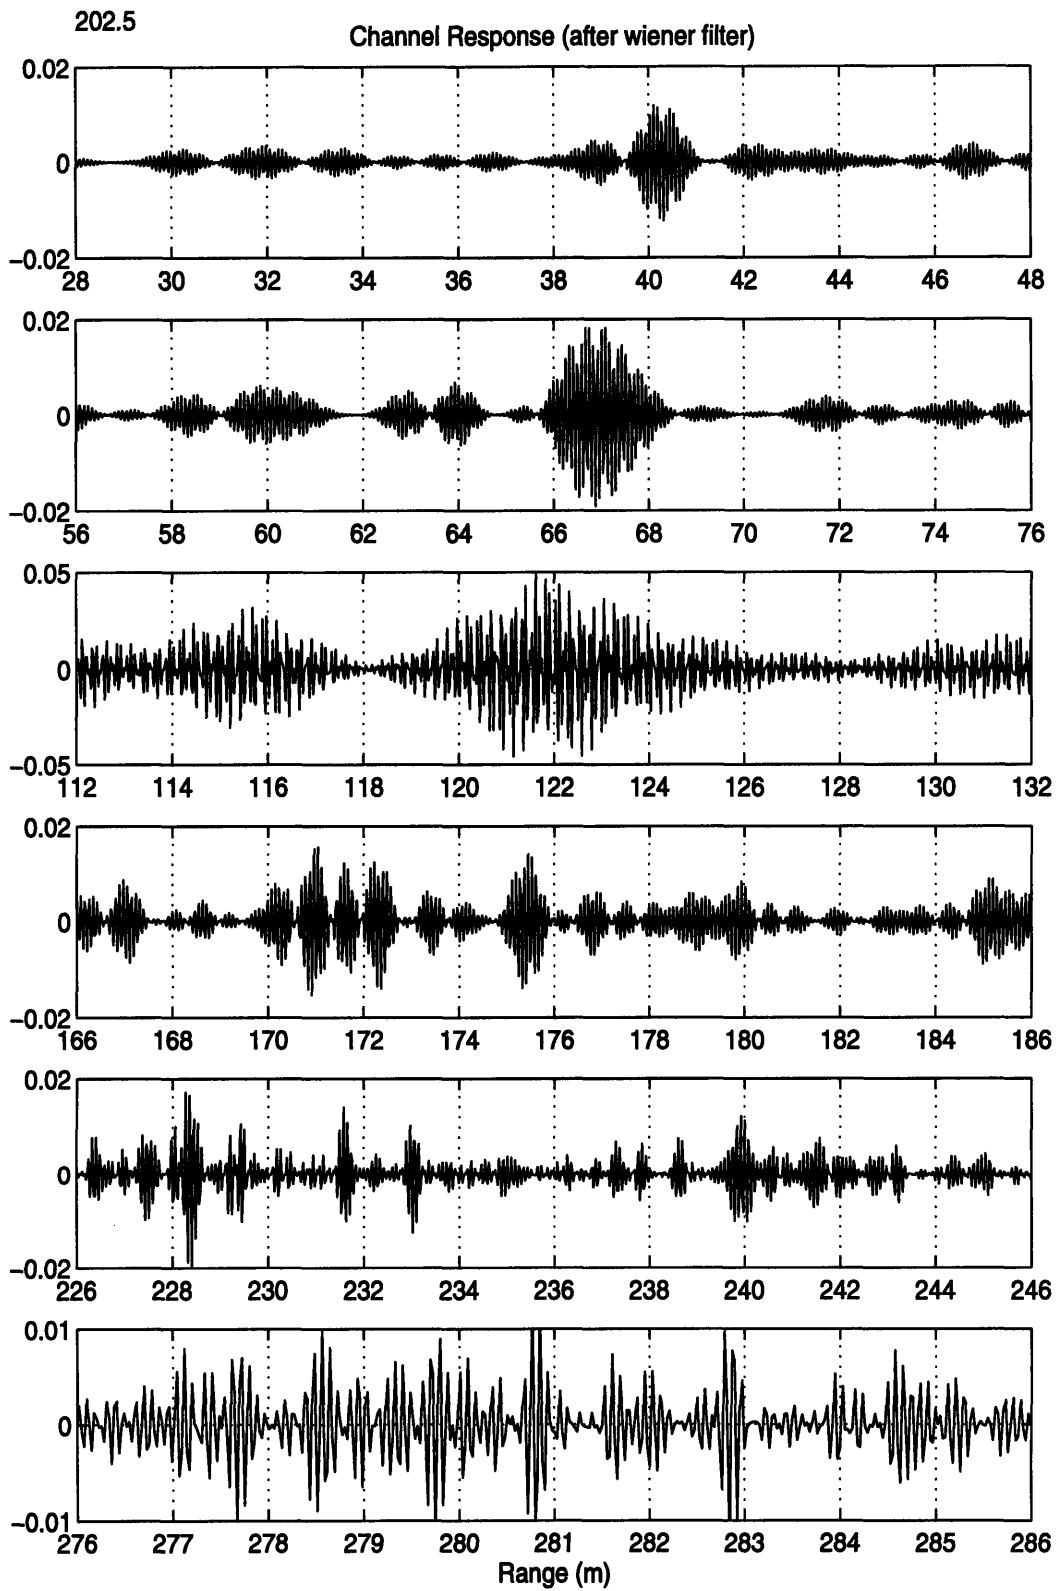 202.5
Channel Response (after wiener filter)
0.02
0
−0.02
28 30 32 34 36 38 40 42 44 46 48
0.02
0
−0.02
56 58 60 62 64 66 68 70 72 74 76
0.05
0
−0.05
112 114 116 118 120 122 124 126 128 130 132
0.02
0
−0.02
166 168 170 172 174 176 178 180 182 184 186
0.02
0
−0.02
226 228 230 232 234 236 238 240 242 244 246
0.01
0
−0.01
276 277 278 279 280 281 282 283 284 285 286
Range (m)